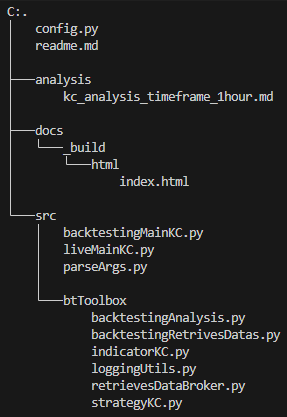 C:.
config.py
readme.md
analysis
kc_analysis_timeframe_1hour.md
docs
_build
html
index.html
src
backtestingMainKC.py
liveMainKC.py
parseArgs.py
btToolbox
backtestingAnalysis.py
backtestingRetrivesDatas.py
indicatorKC.py
loggingUtils.py
retrievesDataBroker.py
strategyKC.py